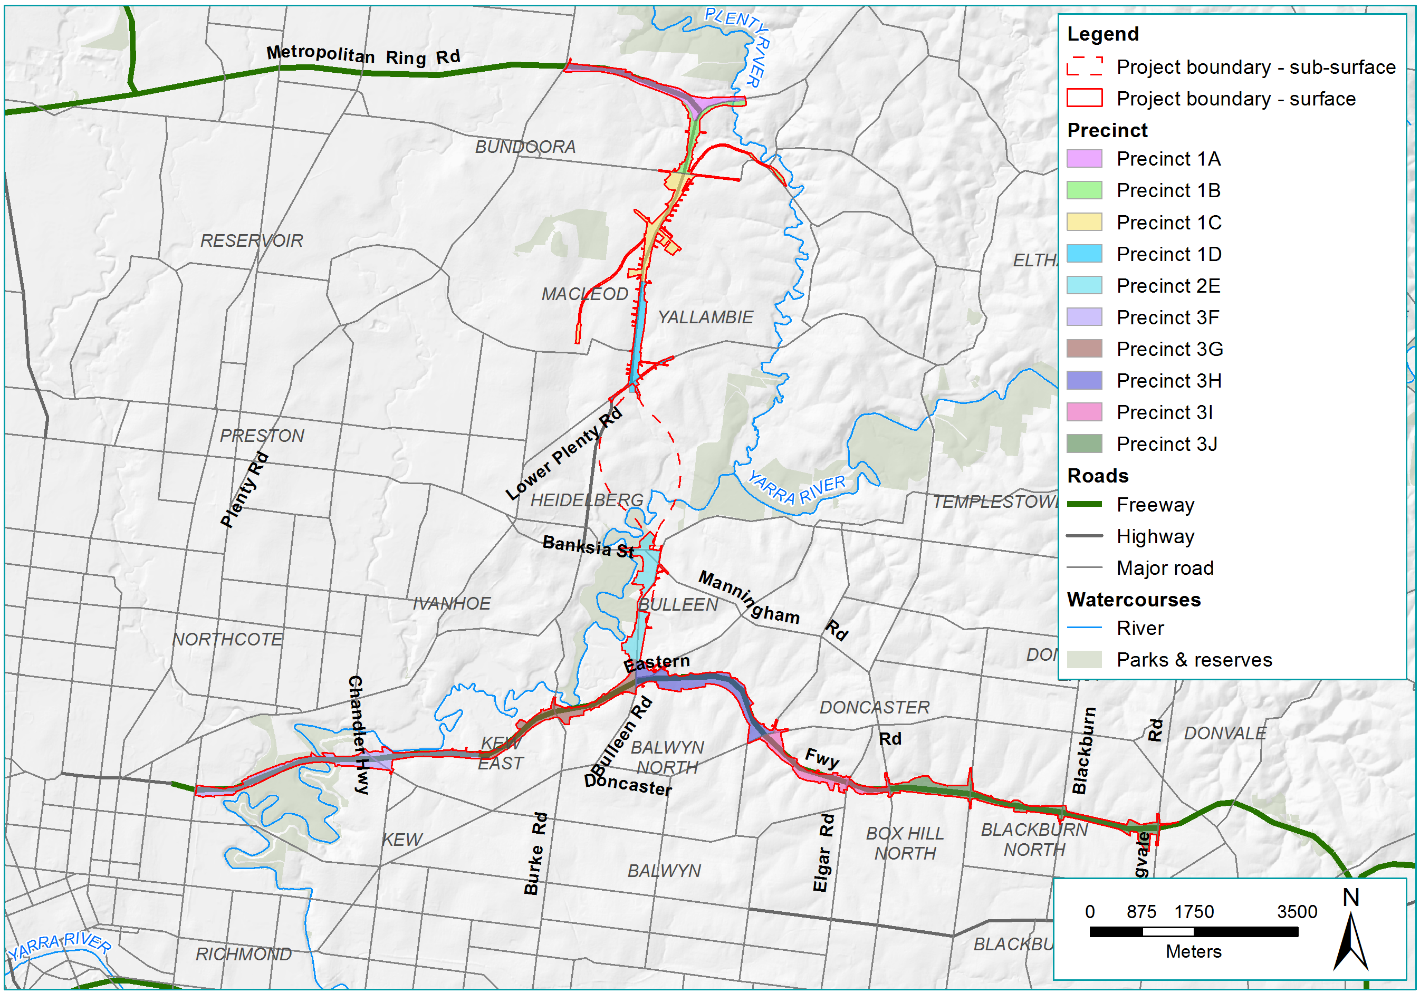 PLENTY RIVER
Metropolitan Ring Rd
BUNDOORA
RESERVOIR
MACLEOD
YALLAMBIE
PRESTON
Plenty Rd
Lower Plenty Rd
HEIDELBERG
YARRA RIVER
TEMPLESTOWE
Banksia St
Manningham Rd
IVANHOE
BULLEEN
NORTHCOTE
Eastern
Chandler Hwy
DONCASTER
DONVALE
KEW
EAST
Bulleen Rd
BALWYN
NORTH
Doncaster
Rd
Fwy
Blackburn
Rd
KEW
Burke Rd
BALWYN
Elgar Rd
BOX HILL
NORTH
BLACKBURN
NORTH
gvale
YARRA RIVER
RICHMOND
BLACKBU
ELTHA
DON
Legend
Project boundary - sub-surface
Project boundary - surface
Precinct
Precinct 1A
Precinct 1B
Precinct 1C
Precinct 1D
Precinct 2E
Precinct 3F
Precinct 3G
Precinct 3H
Precinct 3I
Precinct 3J
Roads
Freeway
Highway
Major road
Watercourses
River
Parks & reserves
0 875 1750 3500
Meters
N